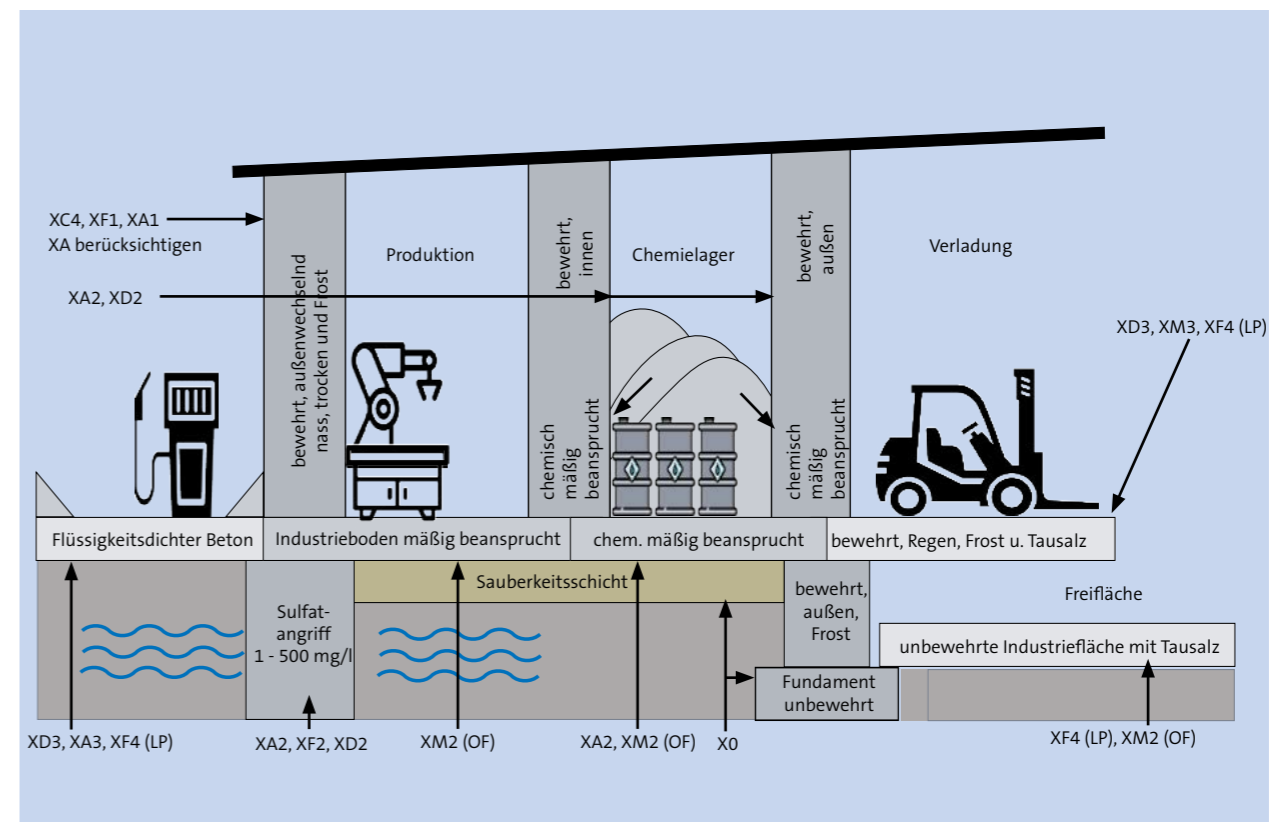 XC4, XF1, XA1
XA berücksichtigen
XA2, XD2
bewehrt, außenwechselnd
nass, trocken und Frost
Produktion
bewehrt,
innen
chemisch
mäßig
beansprucht
Chemielager
bewehrt,
außen
chemisch
mäßig
beansprucht
Verladung
XD3, XM3, XF4 (LP)
Flüssigkeitsdichter Beton
Industrieboden mäßig beansprucht
chem. mäßig beansprucht
bewehrt, Regen, Frost u. Tausalz
Sauberkeitsschicht
Sulfat-
angriff
1 - 500 mg/l
bewehrt,
außen,
Frost
Freifläche
unbewehrte Industriefläche mit Tausalz
Fundament
unbewehrt
XD3, XA3, XF4 (LP)
XA2, XF2, XD2
XM2 (OF)
XA2, XM2 (OF)
X0
XF4 (LP), XM2 (OF)